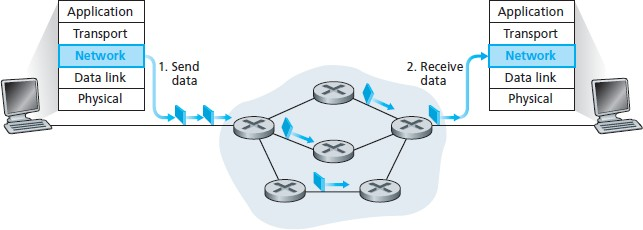 Application
Transport
Network
Data link
Physical
1. Send
data
2. Receive
data
Application
Transport
Network
Data link
Physical